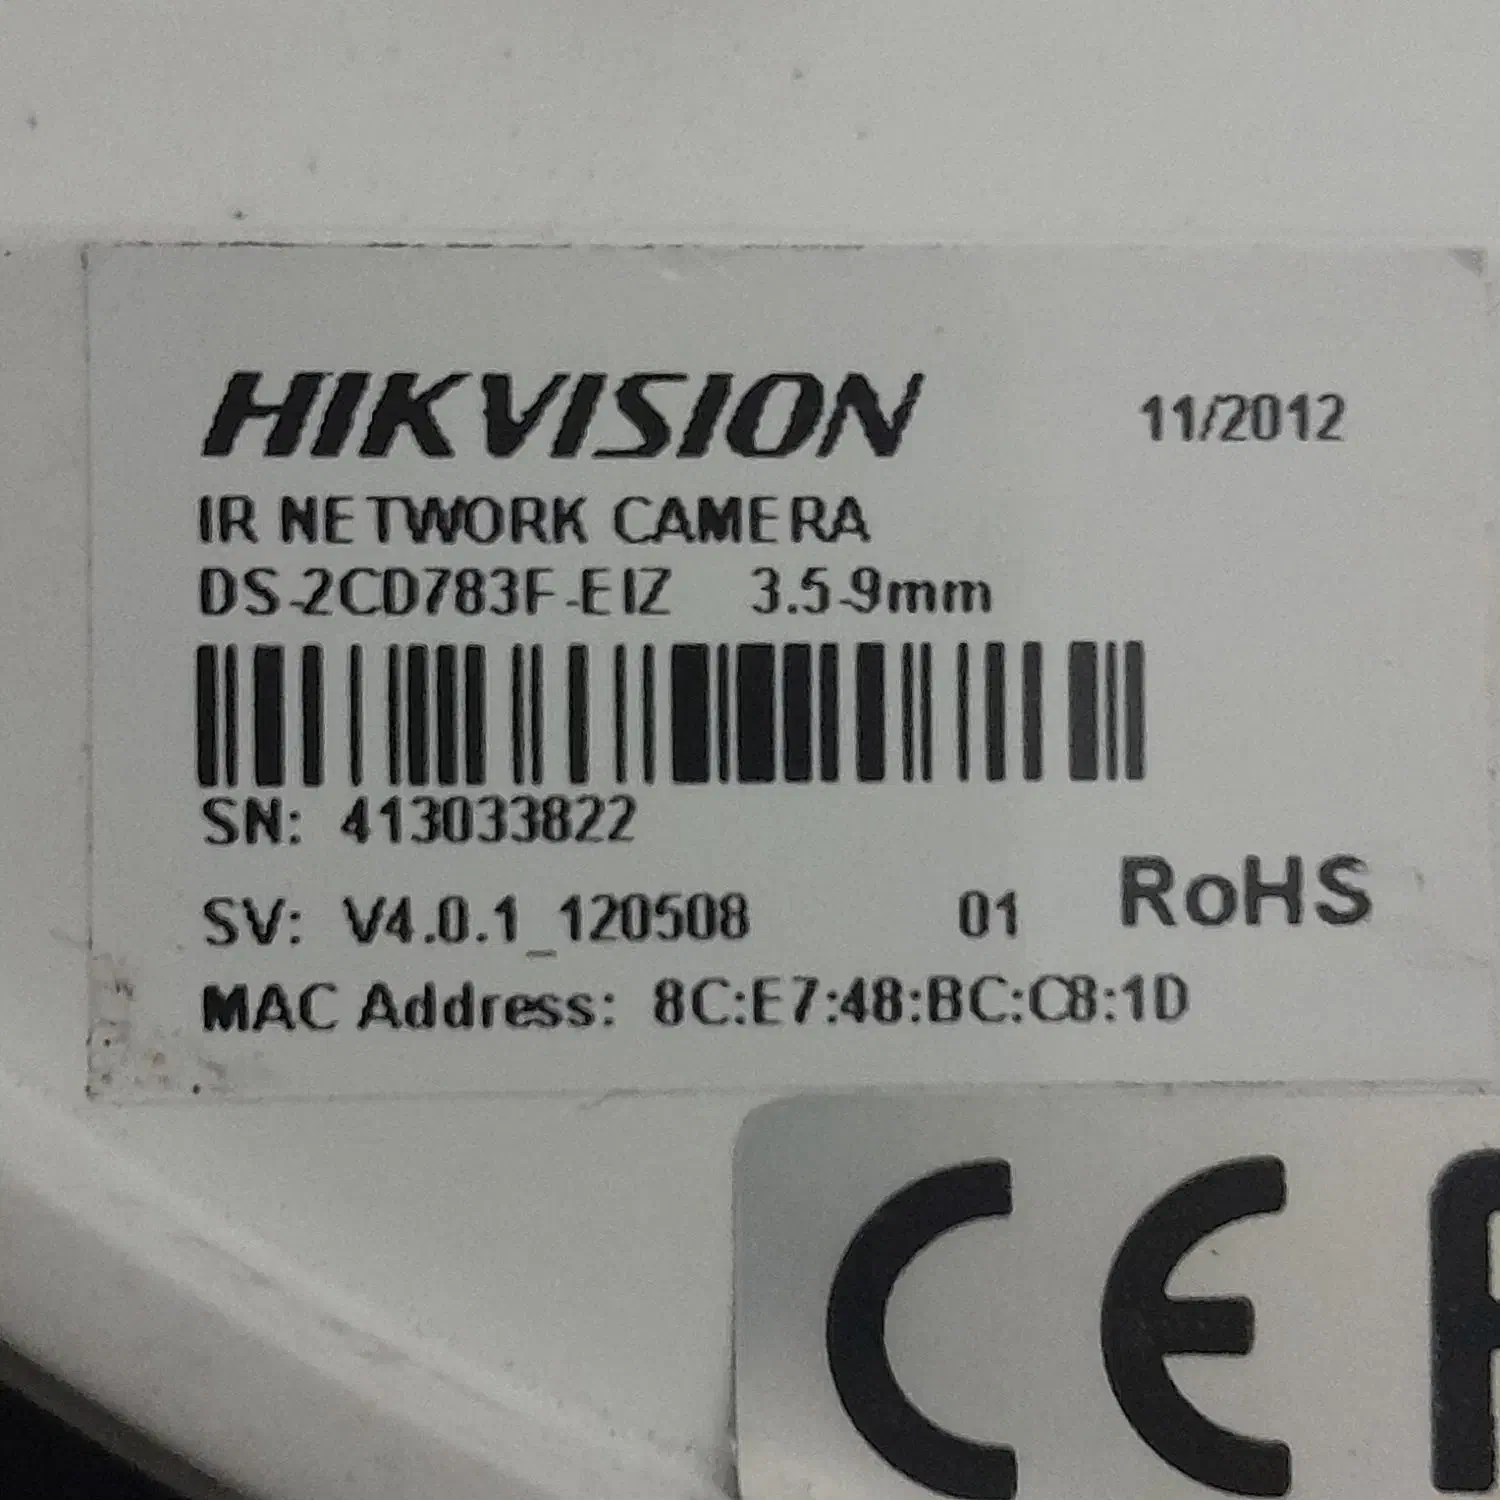 HIKVISION 11/2012
IR NETWORK CAMERA
DS-2CD783F-EIZ 3.5-9mm
SN: 413033822
SV: V4.0.1_120508 01 RoHS
MAC Address: 8C:E7:48:BC:C8:1D
CE